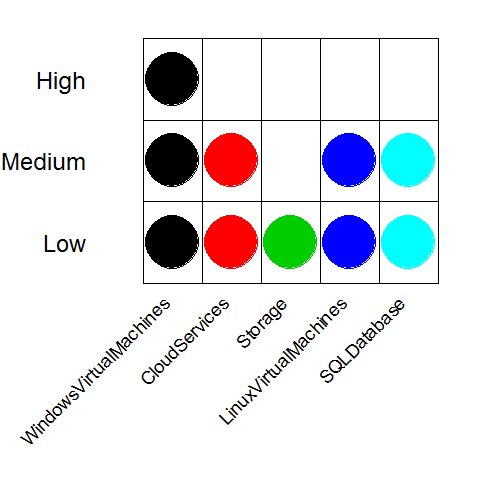 High
Medium
Low
WindowsVirtualMachines
CloudServices
Storage
LinuxVirtualMachines
SQLDatabase